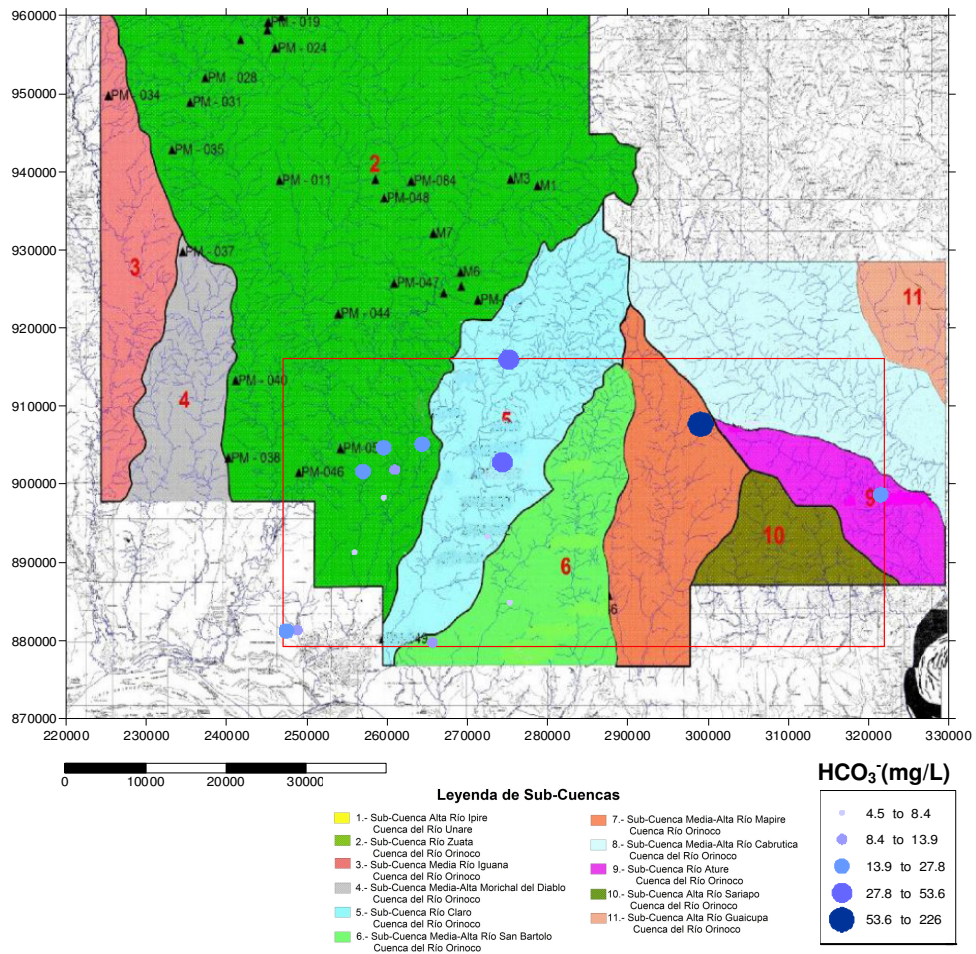 960000
950000
940000
930000
920000
910000
900000
890000
880000
870000
220000
230000
240000
250000
260000
270000
280000
290000
300000
310000
320000
330000
PM - 024
PM - 028
PM - 034
PM - 031
PM - 035
2
PM - 011
PM-084
M3
M1
PM-048
M7
PM - 037
3
M6
PM-047
11
PM - 044
PM - 040
4
5
PM - 038
PM-046
9
10
6
0
10000
20000
30000
Leyenda de Sub-Cuencas
1.- Sub-Cuenca Alta Río Ipire
Cuenca del Río Unare
2.- Sub-Cuenca Río Zuata
Cuenca del Río Orinoco
3.- Sub-Cuenca Media Río Iguana
Cuenca del Río Orinoco
4.- Sub-Cuenca Media-Alta Morichal del Diablo
Cuenca del Río Orinoco
5.- Sub-Cuenca Río Claro
Cuenca del Río Orinoco
6.- Sub-Cuenca Media-Alta Río San Bartolo
Cuenca del Río Orinoco
7.- Sub-Cuenca Media-Alta Río Mapire
Cuenca Río Orinoco
8.- Sub-Cuenca Media-Alta Río Cabrutica
Cuenca del Río Orinoco
9.- Sub-Cuenca Río Ature
Cuenca del Río Orinoco
10.- Sub-Cuenca Alta Río Sariapo
Cuenca del Río Orinoco
11.- Sub-Cuenca Alta Río Guaicupa
Cuenca del Río Orinoco
HCO₃⁻(mg/L)
4.5 to 8.4
8.4 to 13.9
13.9 to 27.8
27.8 to 53.6
53.6 to 226